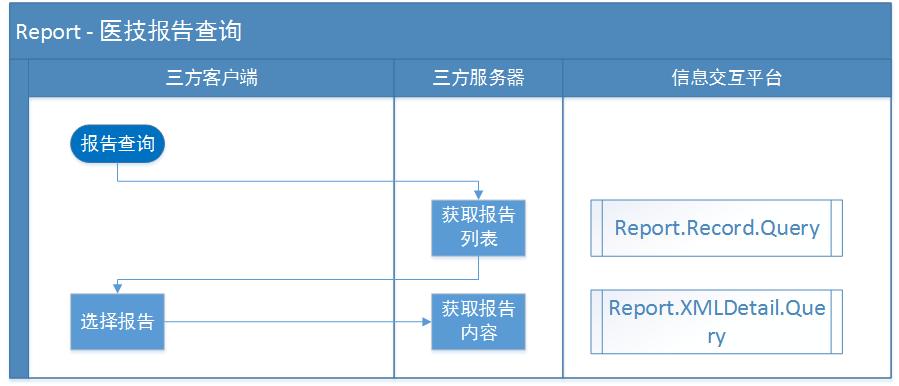 Report - 医技报告查询
三方客户端
三方服务器
信息交互平台
报告查询
获取报告
列表
Report.Record.Query
选择报告
获取报告
内容
Report.XMLDetail.Que
ry